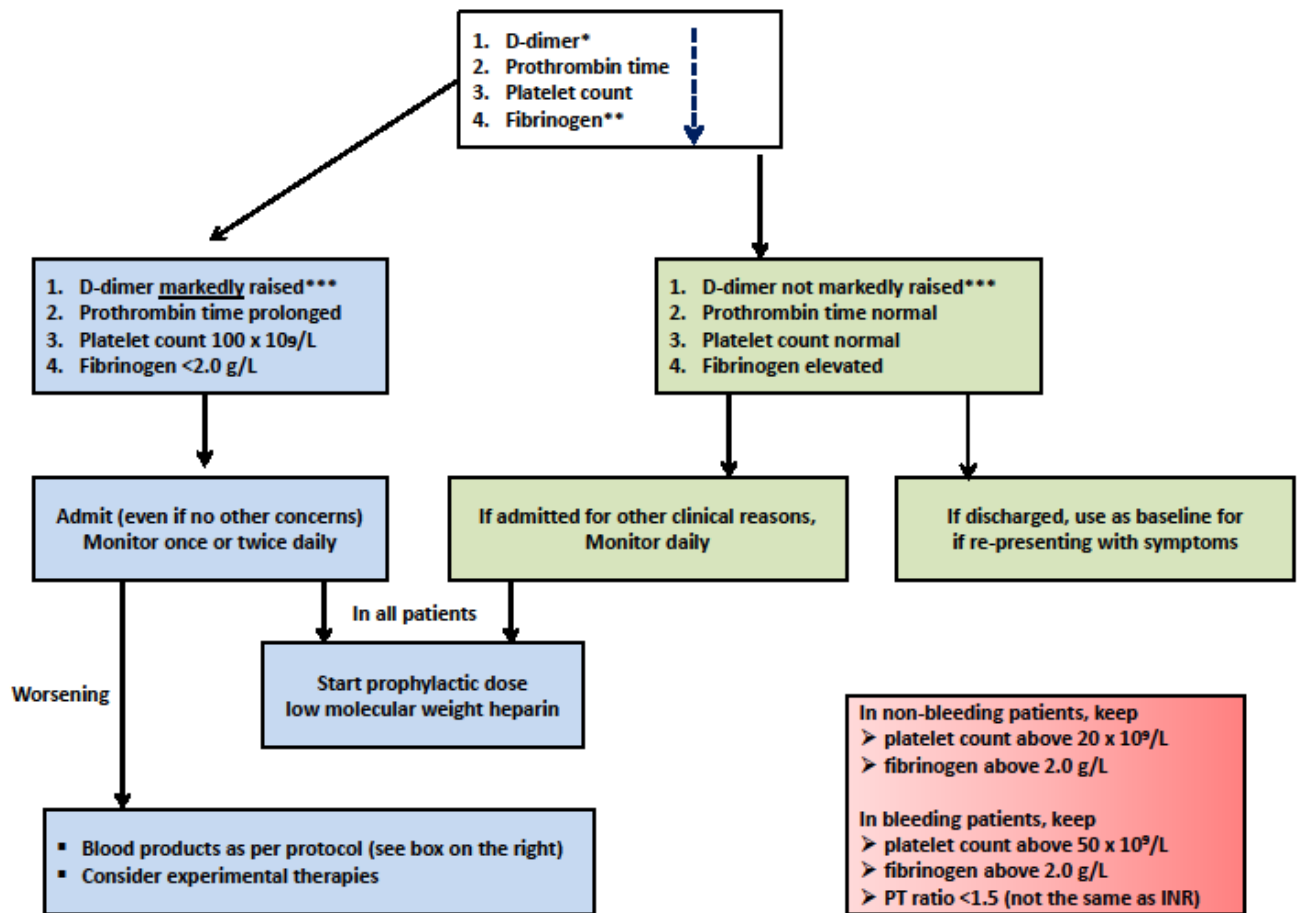 1. D-dimer*
2. Prothrombin time
3. Platelet count
4. Fibrinogen**
1. D-dimer markedly raised***
2. Prothrombin time prolonged
3. Platelet count 100 x 10₉/L
4. Fibrinogen <2.0 g/L
1. D-dimer not markedly raised***
2. Prothrombin time normal
3. Platelet count normal
4. Fibrinogen elevated
Admit (even if no other concerns)
Monitor once or twice daily
If admitted for other clinical reasons,
Monitor daily
If discharged, use as baseline for
if re-presenting with symptoms
In all patients
Worsening
Start prophylactic dose
low molecular weight heparin
▪ Blood products as per protocol (see box on the right)
▪ Consider experimental therapies
In non-bleeding patients, keep
➢ platelet count above 20 x 10⁹/L
➢ fibrinogen above 2.0 g/L
In bleeding patients, keep
➢ platelet count above 50 x 10⁹/L
➢ fibrinogen above 2.0 g/L
➢ PT ratio <1.5 (not the same as INR)